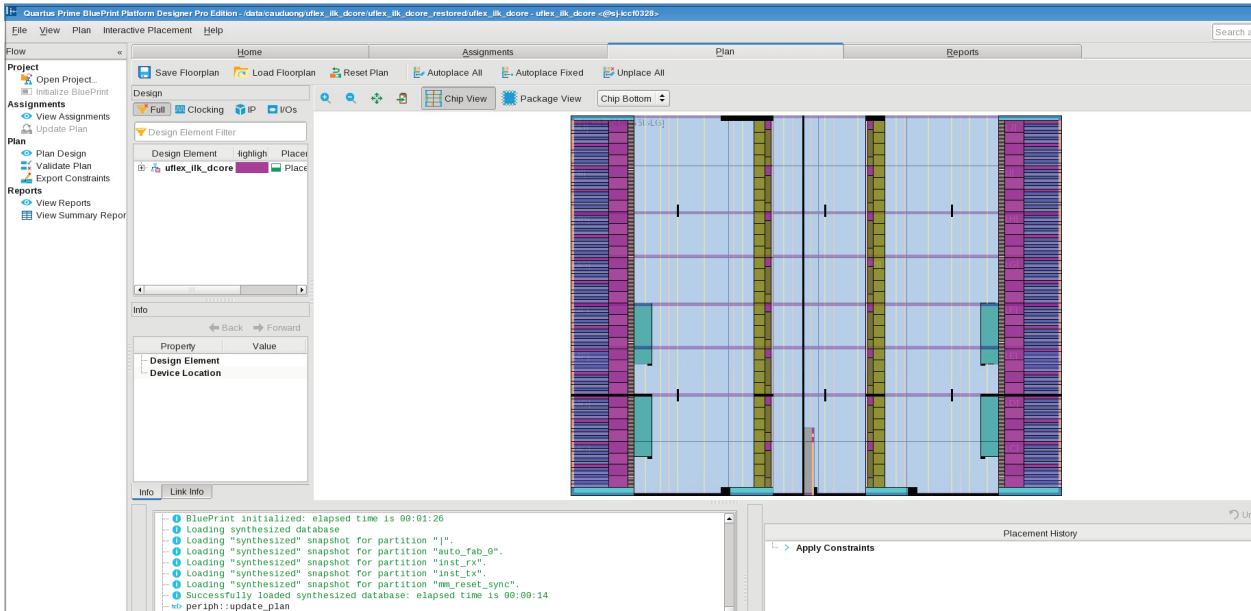 Quartus Prime BluePrint Platform Designer Pro Edition - /data/cauduong/uflex_ilk_dcore/uflex_ilk_dcore_restored/uflex_ilk_dcore - uflex_ilk_dcore <@sj-iccf0328>
File View Plan Interactive Placement Help
Search a
Flow «
Home Assignments Plan Reports
Project
Open Project...
Initialize BluePrint
Assignments
View Assignments
Update Plan
Plan
Plan Design
Validate Plan
Export Constraints
Reports
View Reports
View Summary Repor
Save Floorplan Load Floorplan Reset Plan Autoplace All Autoplace Fixed Unplace All
Design
Full Clocking IP I/Os
Chip View Package View Chip Bottom
Design Element Filter
Design Element Highligh Placer
uflex_ilk_dcore Place
Info
Back Forward
Property Value
Design Element
Device Location
Info Link Info
BluePrint initialized: elapsed time is 00:01:26
Loading synthesized database
Loading "synthesized" snapshot for partition "|".
Loading "synthesized" snapshot for partition "auto_fab_0".
Loading "synthesized" snapshot for partition "inst_rx".
Loading "synthesized" snapshot for partition "inst_tx".
Loading "synthesized" snapshot for partition "mm_reset_sync".
Successfully loaded synthesized database: elapsed time is 00:00:14
periph::update_plan
Un
Placement History
> Apply Constraints